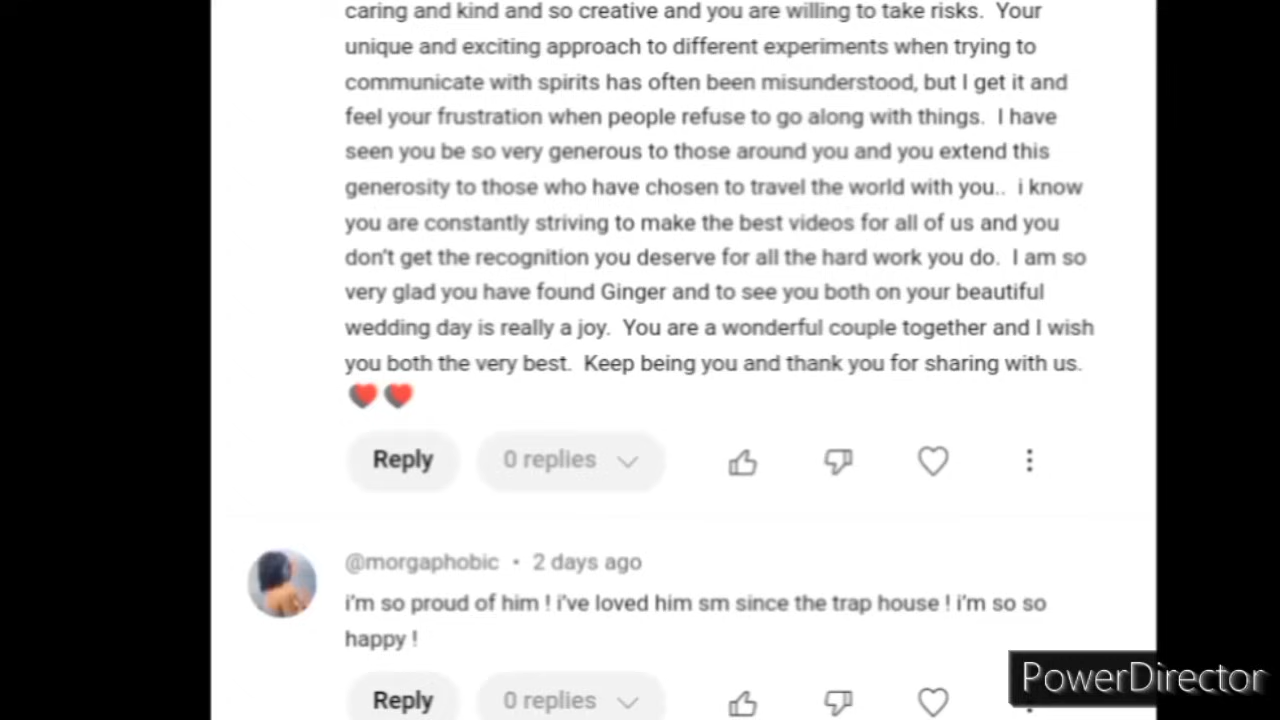 caring and kind and so creative and you are willing to take risks.  Your
unique and exciting approach to different experiments when trying to
communicate with spirits has often been misunderstood, but I get it and
feel your frustration when people refuse to go along with things.  I have
seen you be so very generous to those around you and you extend this
generosity to those who have chosen to travel the world with you..  i know
you are constantly striving to make the best videos for all of us and you
don't get the recognition you deserve for all the hard work you do.  I am so
very glad you have found Ginger and to see you both on your beautiful
wedding day is really a joy.  You are a wonderful couple together and I wish
you both the very best.  Keep being you and thank you for sharing with us.
❤️❤️
Reply 0 replies
@morgaphobic • 2 days ago
i'm so proud of him ! i've loved him sm since the trap house ! i'm so so
happy !
Reply 0 replies
PowerDirector